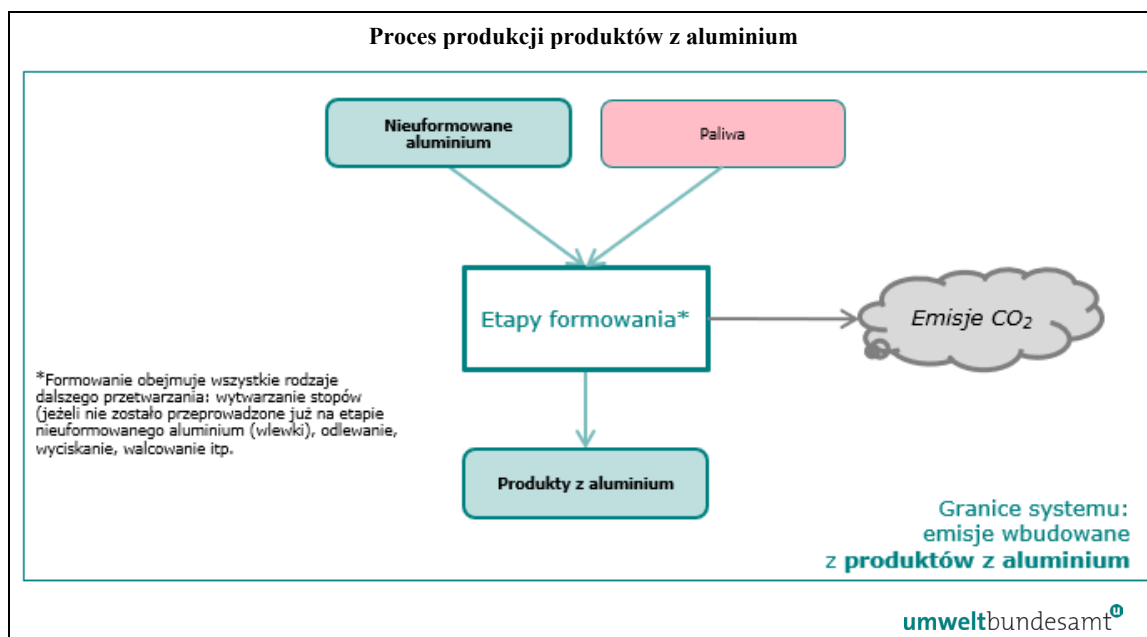 Proces produkcji produktów z aluminium
Nieuformowane
aluminium
Paliwa
Etapy formowania*
Emisje CO₂
*Formowanie obejmuje wszystkie rodzaje
dalszego przetwarzania: wytwarzanie stopów
(jeżeli nie zostało przeprowadzone już na etapie
nieuformowanego aluminium (wlewki), odlewanie,
wyciskanie, walcowanie itp.
Produkty z aluminium
Granice systemu:
emisje wbudowane
z produktów z aluminium
umweltbundesamt